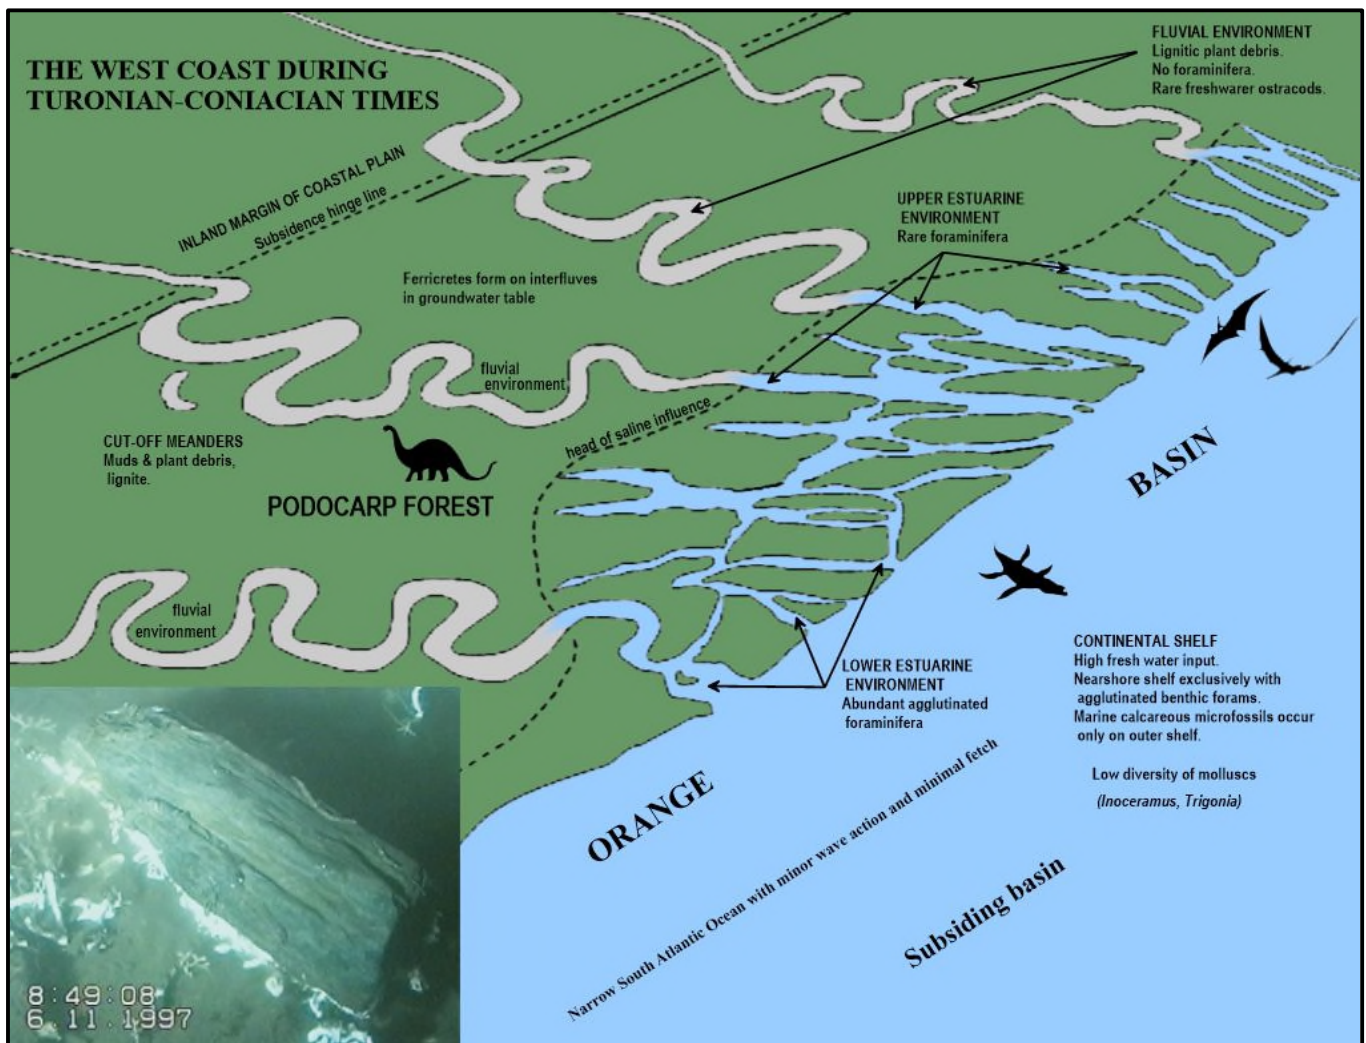 THE WEST COAST DURING
TURONIAN-CONIACIAN TIMES
FLUVIAL ENVIRONMENT
Lignitic plant debris.
No foraminifera.
Rare freshwarer ostracods.
INLAND MARGIN OF COASTAL PLAIN
Subsidence hinge line
UPPER ESTUARINE
ENVIRONMENT
Rare foraminifera
Ferricretes form on interfluves
in groundwater table
fluvial
environment
head of saline influence
CUT-OFF MEANDERS
Muds & plant debris,
lignite.
PODOCARP FOREST
BASIN
fluvial
environment
LOWER ESTUARINE
ENVIRONMENT
Abundant agglutinated
foraminifera
CONTINENTAL SHELF
High fresh water input.
Nearshore shelf exclusively with
agglutinated benthic forams.
Marine calcareous microfossils occur
only on outer shelf.
Low diversity of molluscs
(Inoceramus, Trigonia)
ORANGE
Narrow South Atlantic Ocean with minor wave action and minimal fetch
Subsiding basin
8:49:08
6.11.1997